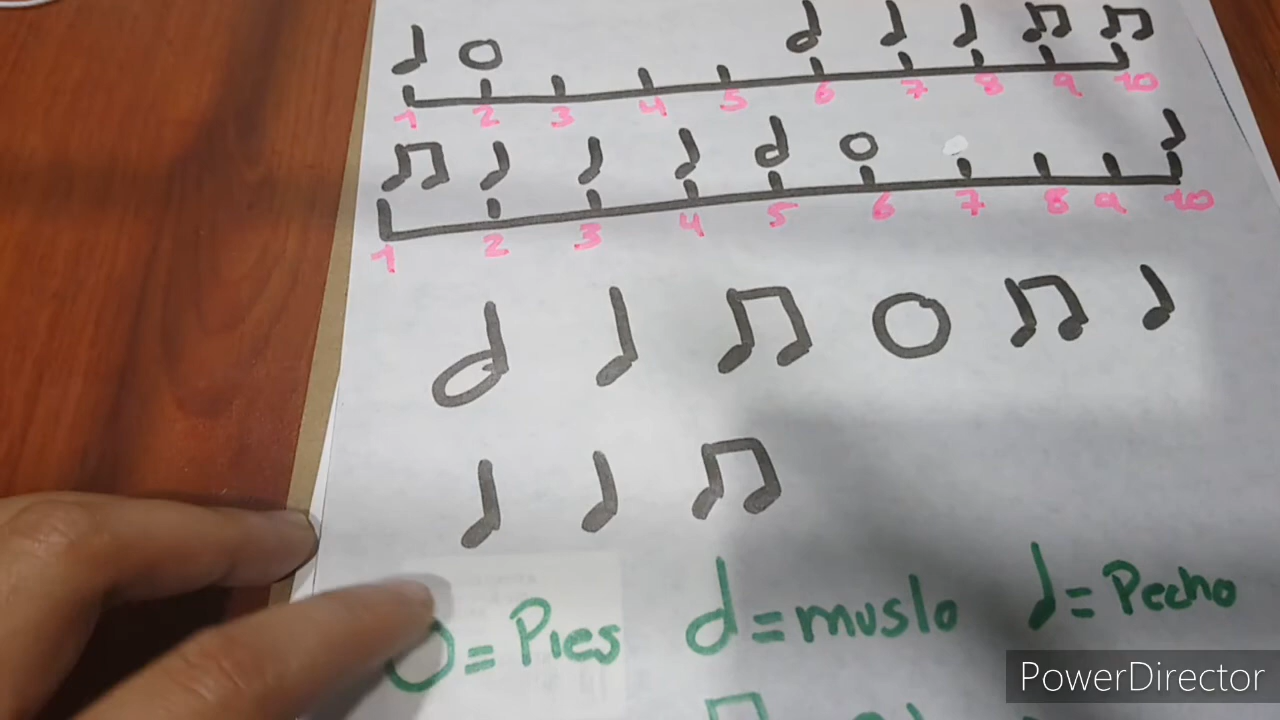 1 2 3 4 5 6 7 8 9 10
1 2 3 4 5 6 7 8 9 10
= Pies = muslo = Pecho
PowerDirector